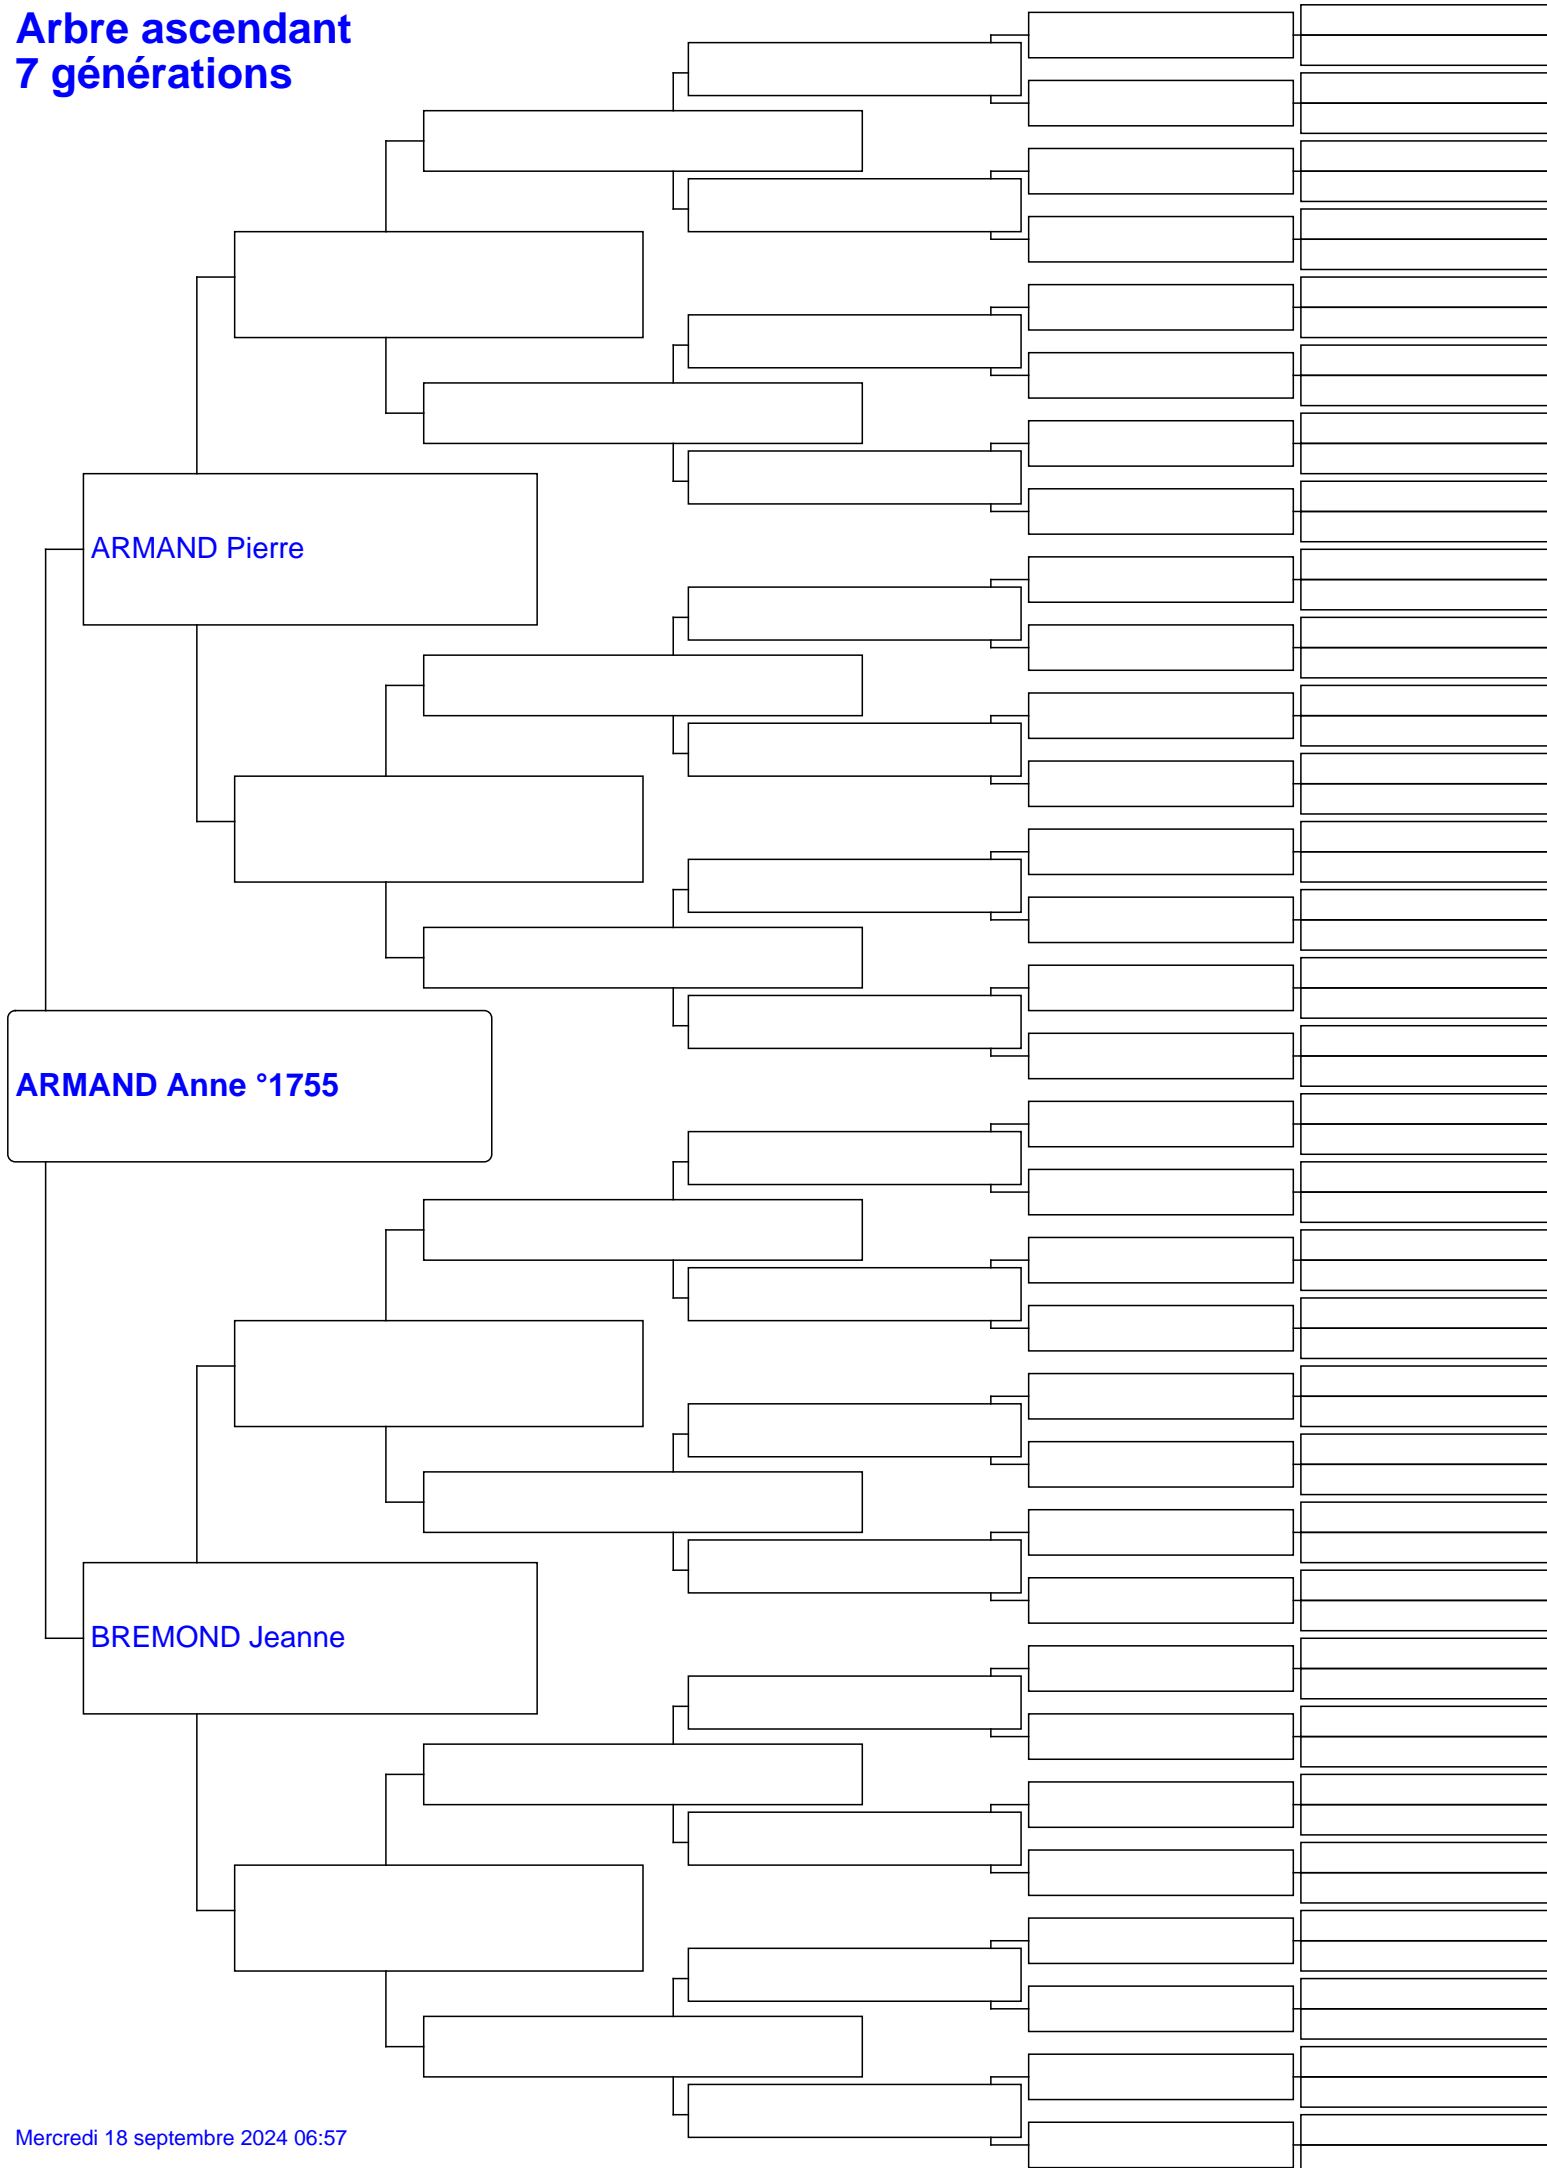 Arbre ascendant
7 générations
ARMAND Pierre
ARMAND Anne °1755
BREMOND Jeanne
Mercredi 18 septembre 2024 06:57